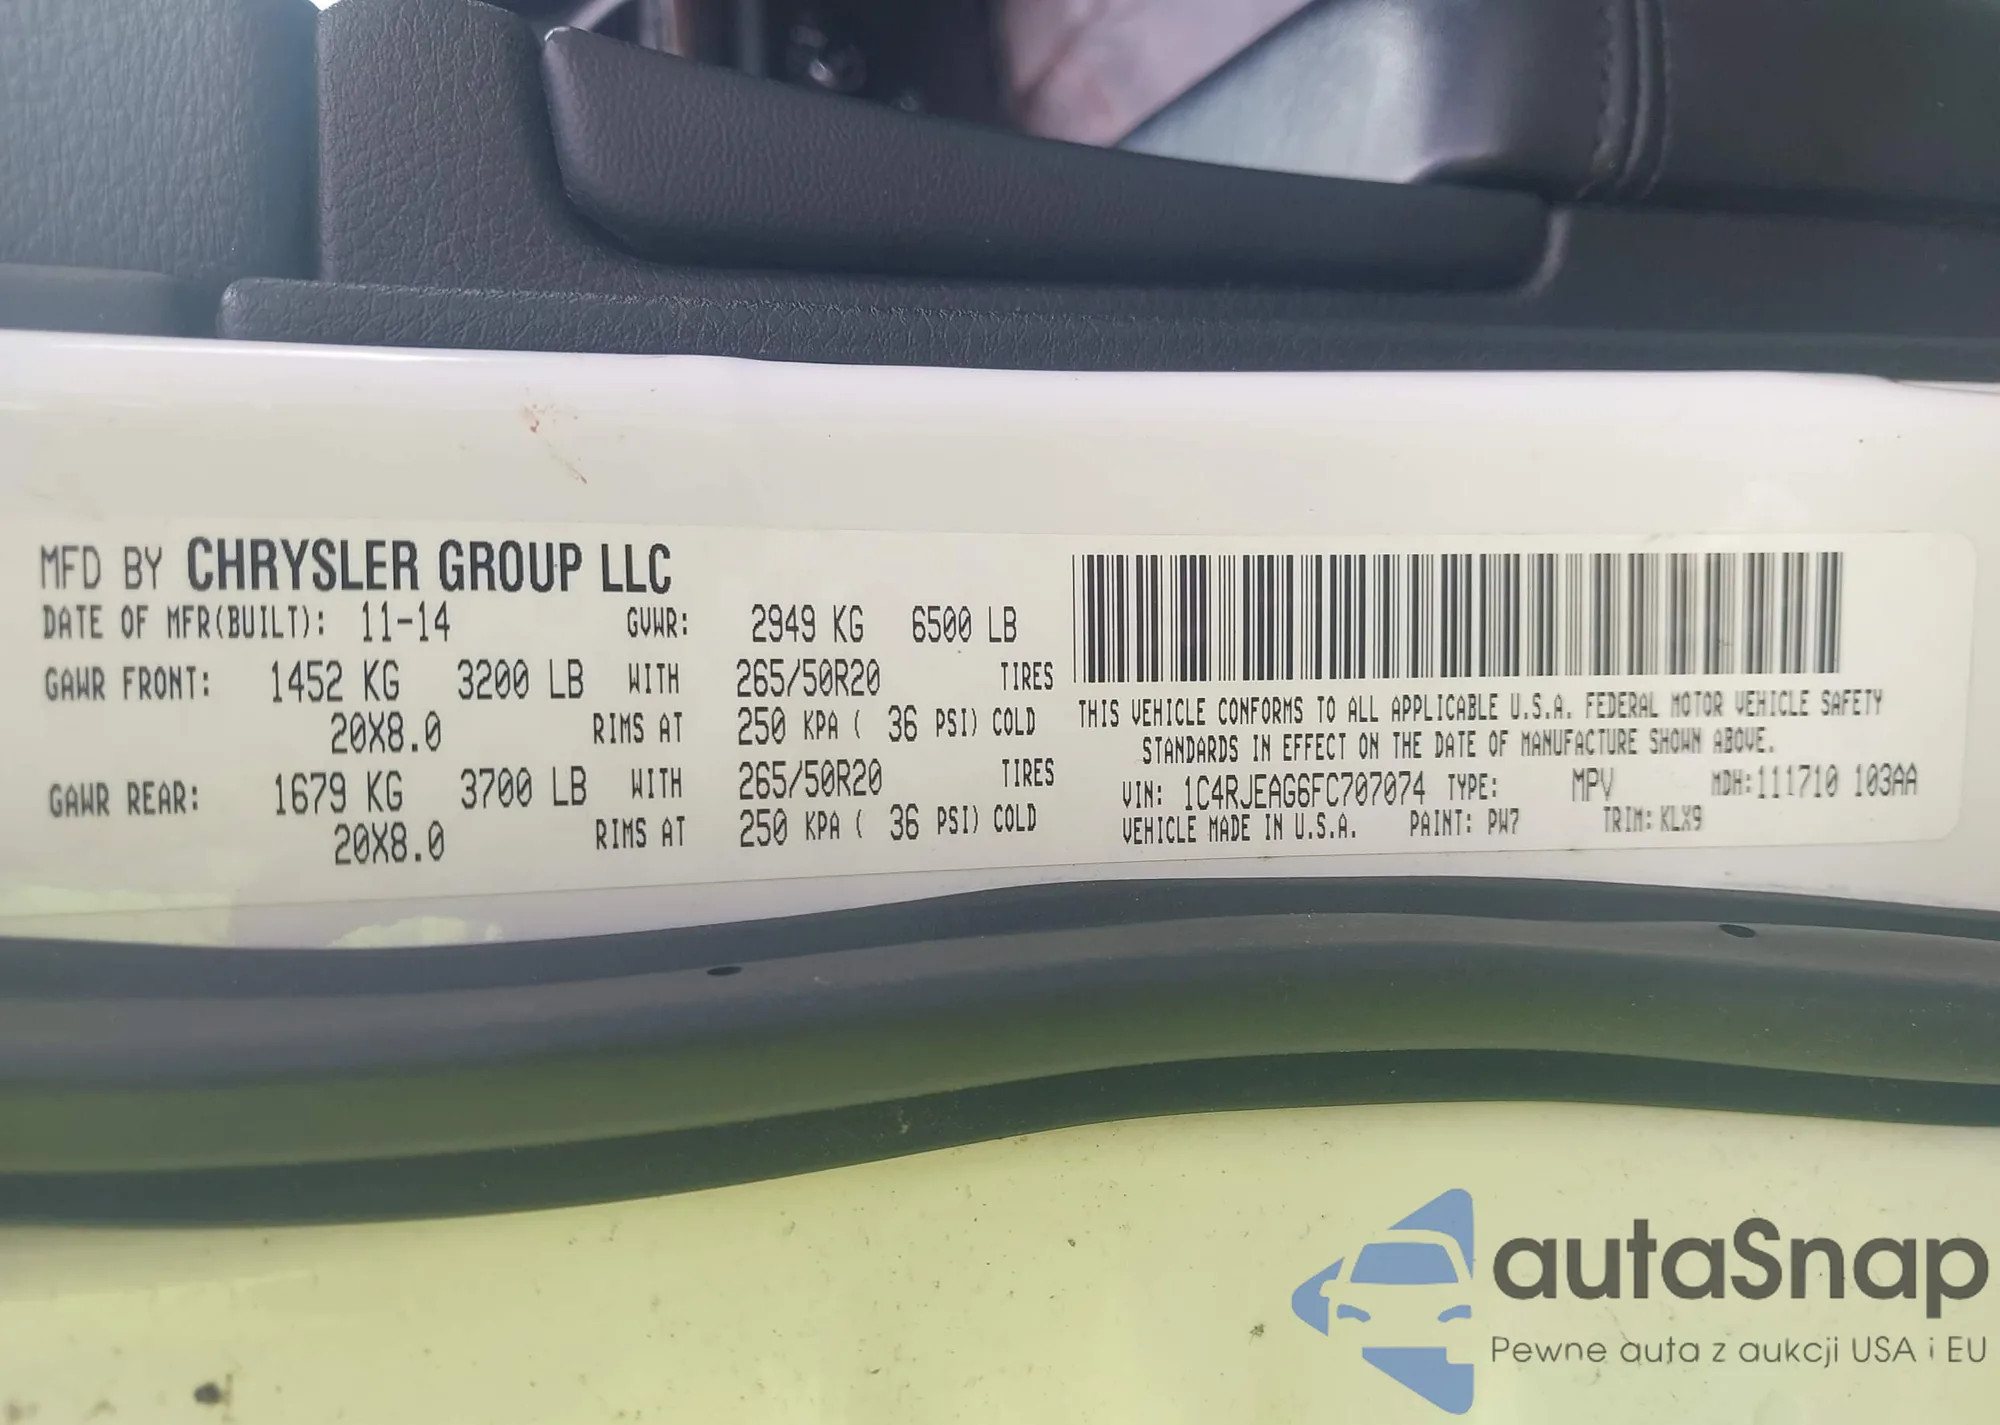 MFD BY CHRYSLER GROUP LLC
DATE OF MFR(BUILT): 11-14 GVWR: 2949 KG 6500 LB
GAWR FRONT: 1452 KG 3200 LB WITH 265/50R20 TIRES
20X8.0 RIMS AT 250 KPA ( 36 PSI) COLD
GAWR REAR: 1679 KG 3700 LB WITH 265/50R20 TIRES
20X8.0 RIMS AT 250 KPA ( 36 PSI) COLD
THIS VEHICLE CONFORMS TO ALL APPLICABLE U.S.A. FEDERAL MOTOR VEHICLE SAFETY
STANDARDS IN EFFECT ON THE DATE OF MANUFACTURE SHOWN ABOVE.
VIN: 1C4RJEAG6FC707074 TYPE: MPV MDH:111710 103AA
VEHICLE MADE IN U.S.A. PAINT: PW7 TRIM: KLX9
autaSnap
Pewne auta z aukcji USA i EU